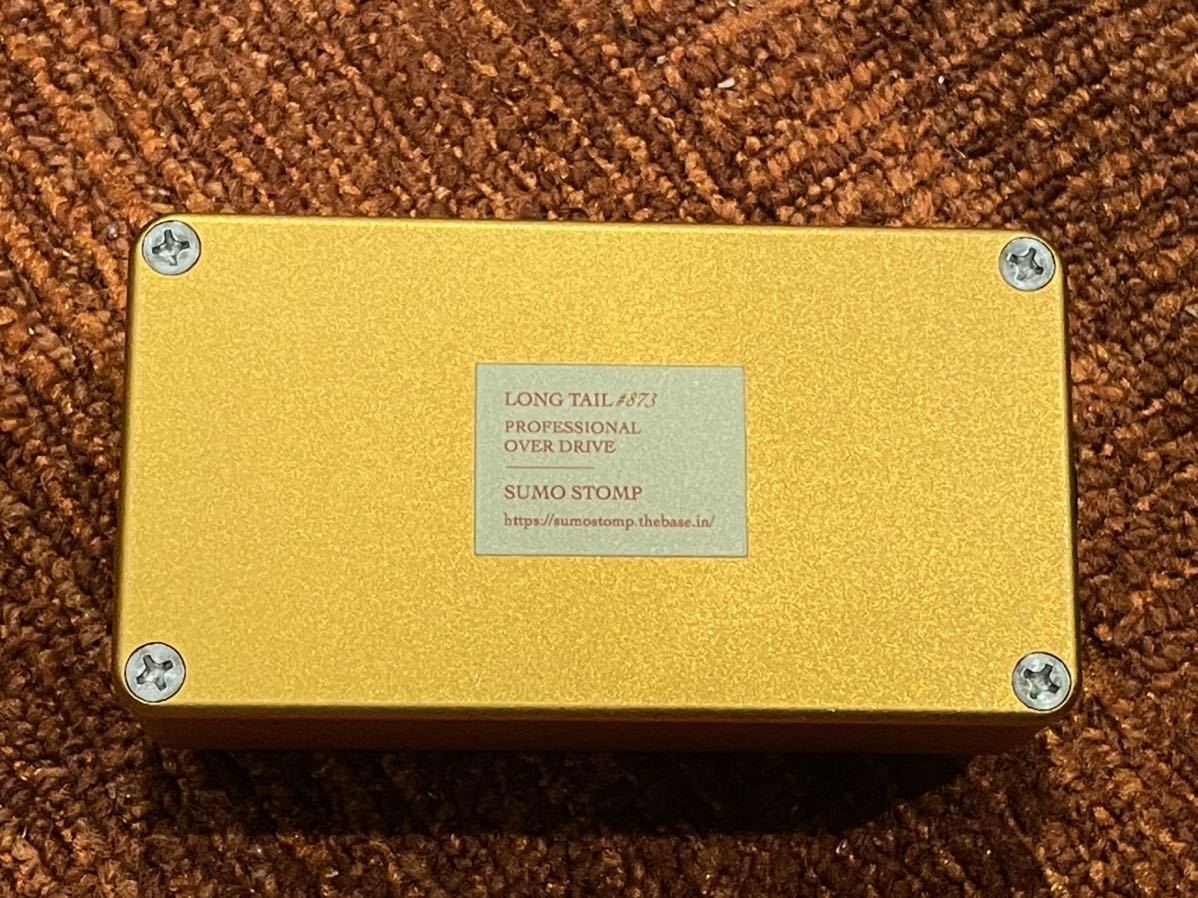 LONG TAIL #873
PROFESSIONAL
OVER DRIVE
SUMO STOMP
https://sumostomp.thebase.in/